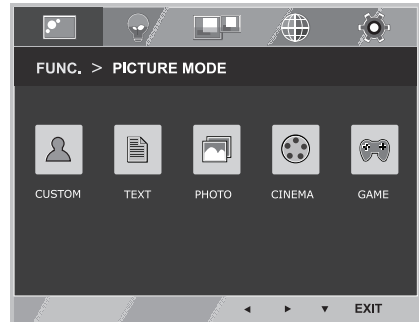 FUNC. > PICTURE MODE
CUSTOM TEXT PHOTO CINEMA GAME
◄ ► ▼ EXIT